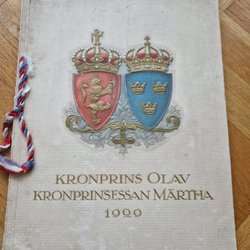 KRONPRINS OLAV
KRONPRINSESSAN MÄRTHA
1929